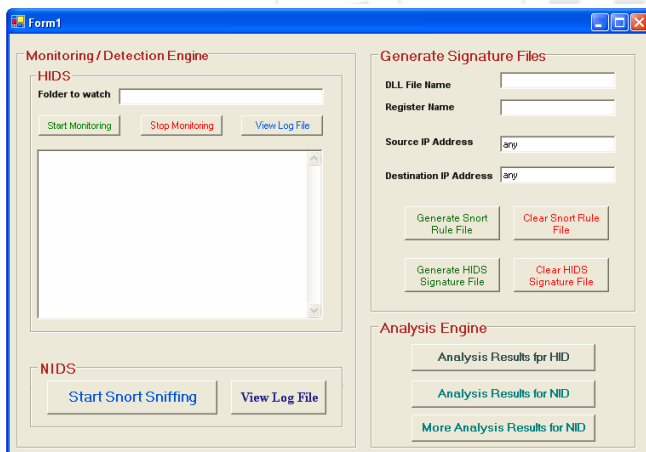 Form1
Monitoring / Detection Engine
HIDS
Folder to watch
Start Monitoring
Stop Monitoring
View Log File
NIDS
Start Snort Sniffing
View Log File
Generate Signature Files
DLL File Name
Register Name
Source IP Address
any
Destination IP Address
any
Generate Snort
Rule File
Clear Snort Rule
File
Generate HIDS
Signature File
Clear HIDS
Signature File
Analysis Engine
Analysis Results fpr HID
Analysis Results for NID
More Analysis Results for NID